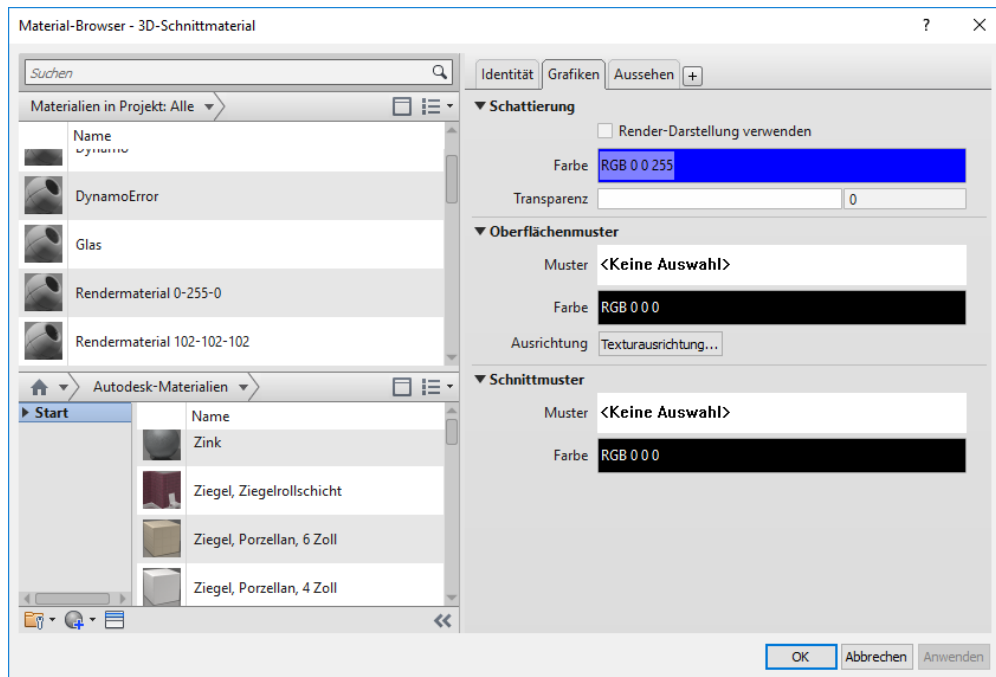 Material-Browser - 3D-Schnittmaterial
?
Suchen
Materialien in Projekt: Alle
Name
Dynamo
DynamoError
Glas
Rendermaterial 0-255-0
Rendermaterial 102-102-102
Autodesk-Materialien
Start
Name
Zink
Ziegel, Ziegelrollschicht
Ziegel, Porzellan, 6 Zoll
Ziegel, Porzellan, 4 Zoll
Identität Grafiken Aussehen +
Schattierung
Render-Darstellung verwenden
Farbe RGB 0 0 255
Transparenz 0
Oberflächenmuster
Muster <Keine Auswahl>
Farbe RGB 0 0 0
Ausrichtung Texturausrichtung...
Schnittmuster
Muster <Keine Auswahl>
Farbe RGB 0 0 0
OK Abbrechen Anwenden